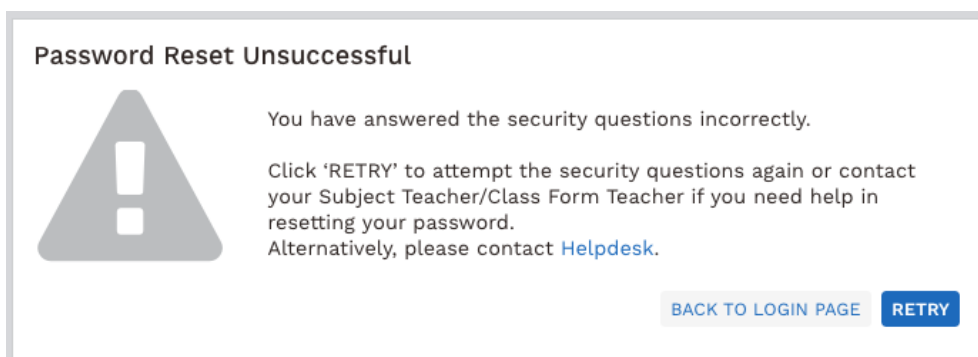 Password Reset Unsuccessful
You have answered the security questions incorrectly.
Click ‘RETRY’ to attempt the security questions again or contact
your Subject Teacher/Class Form Teacher if you need help in
resetting your password.
Alternatively, please contact Helpdesk.
BACK TO LOGIN PAGE RETRY